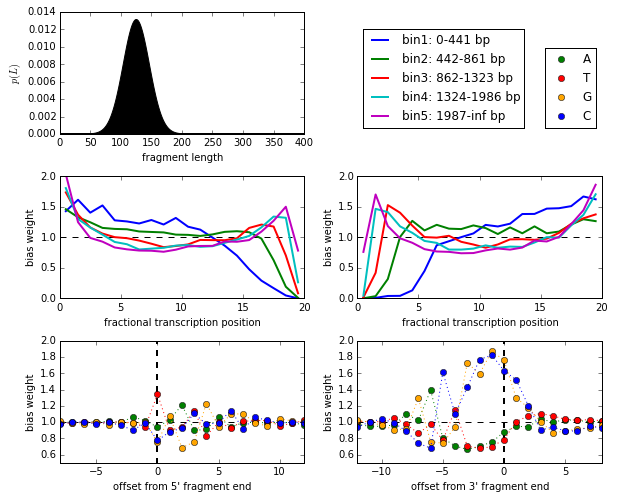 0.014
0.012
0.010
0.008
0.006
0.004
0.002
0.000
p(L)
0 50 100 150 200 250 300 350 400
fragment length
bin1: 0-441 bp
bin2: 442-861 bp
bin3: 862-1323 bp
bin4: 1324-1986 bp
bin5: 1987-inf bp
A
T
G
C
2.0
1.5
1.0
0.5
0.0
bias weight
0 5 10 15 20
fractional transcription position
2.0
1.5
1.0
0.5
0.0
bias weight
0 5 10 15 20
fractional transcription position
2.0
1.8
1.6
1.4
1.2
1.0
0.8
0.6
bias weight
−5 0 5 10
offset from 5' fragment end
2.0
1.8
1.6
1.4
1.2
1.0
0.8
0.6
bias weight
−10 −5 0 5
offset from 3' fragment end